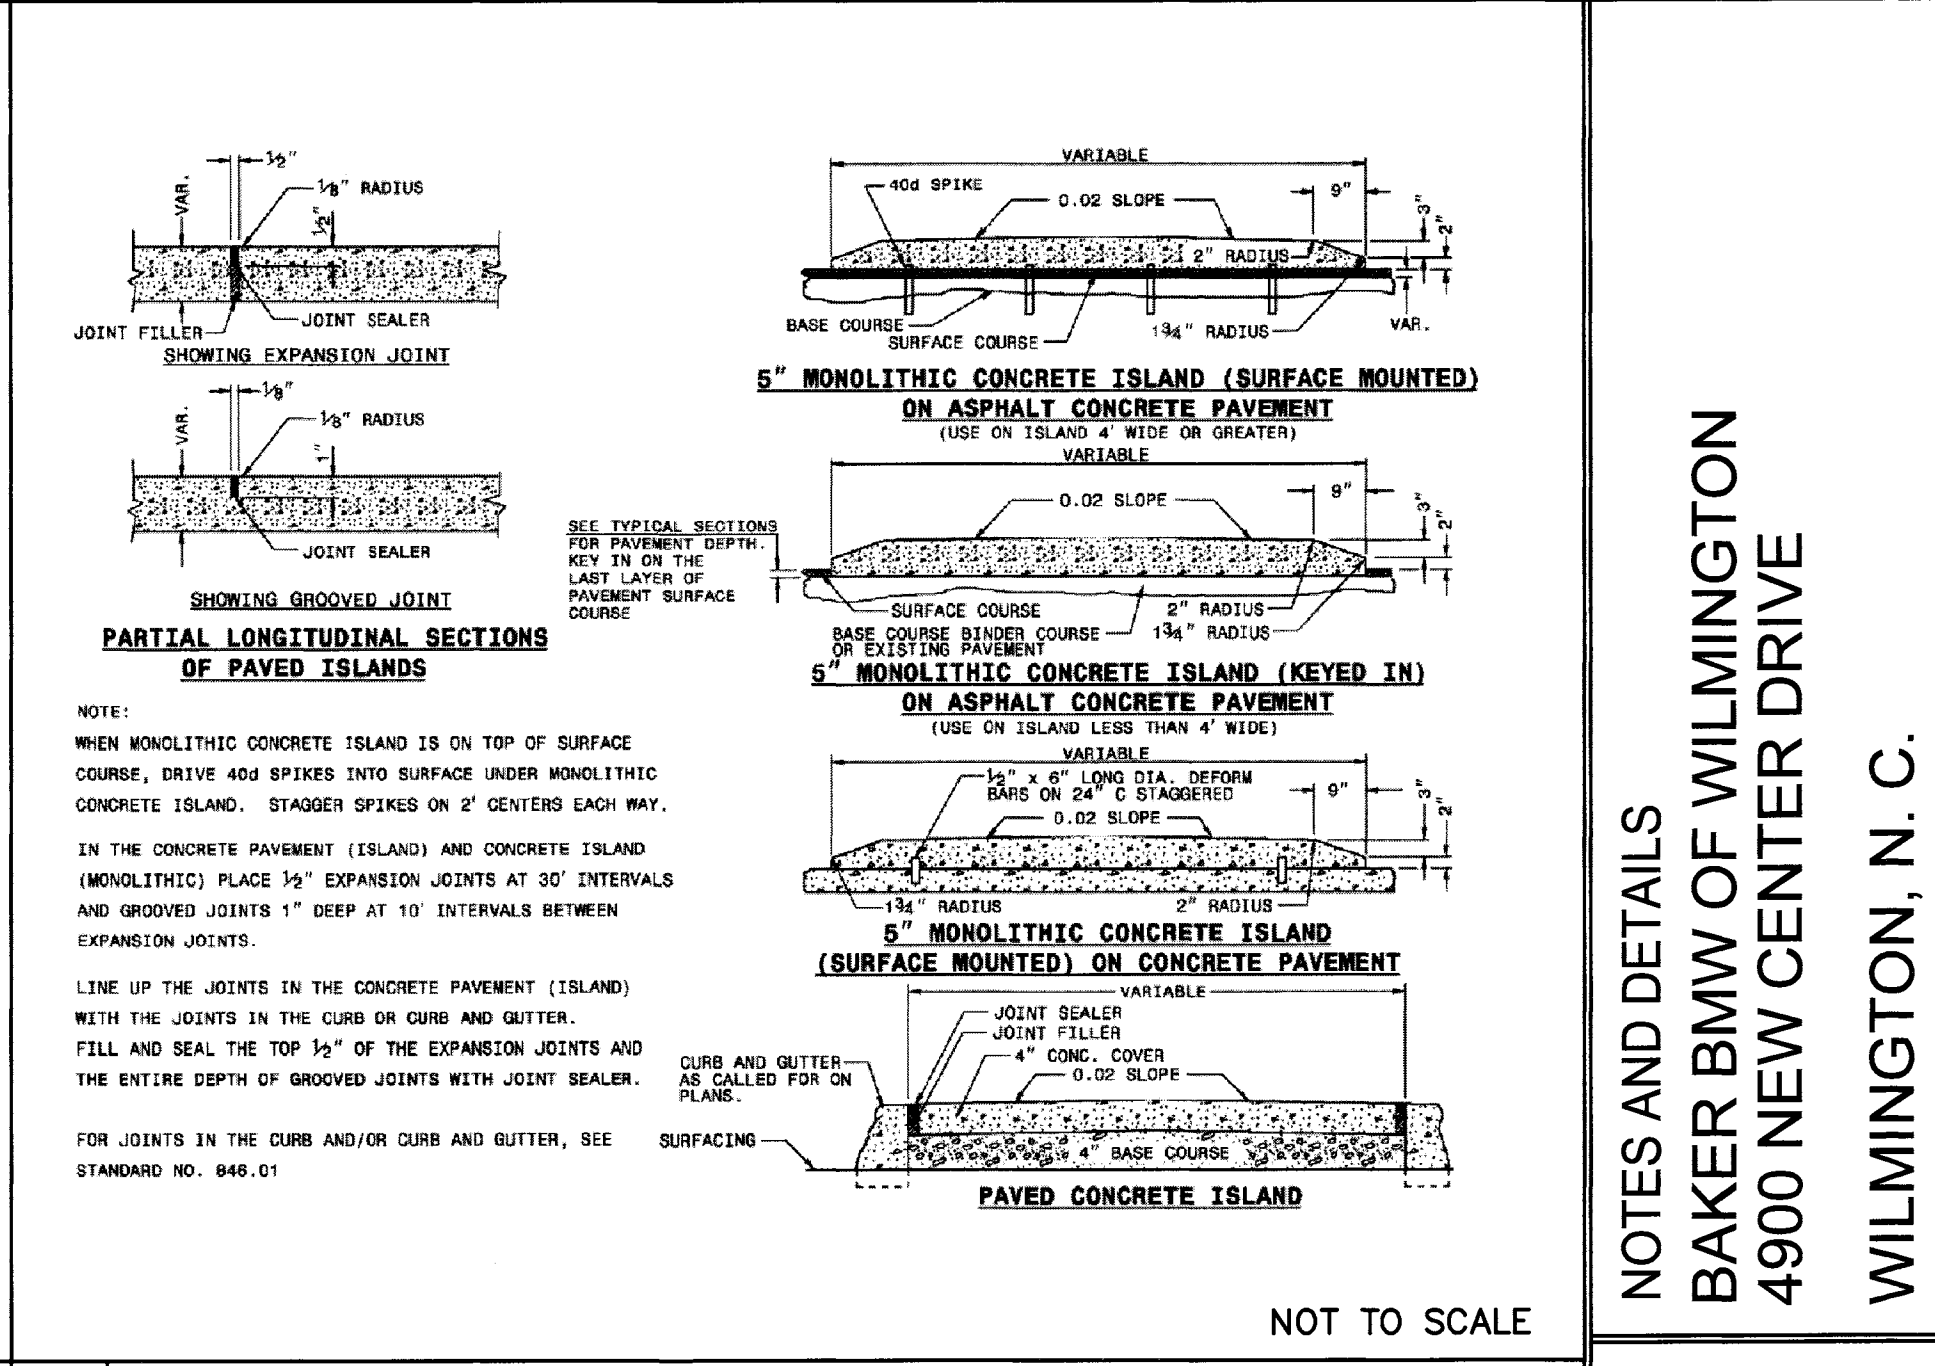 1/2"
VAR.
1/8" RADIUS
1/2"
JOINT SEALER
JOINT FILLER
SHOWING EXPANSION JOINT
1/8"
VAR.
1/8" RADIUS
1"
JOINT SEALER
SHOWING GROOVED JOINT
PARTIAL LONGITUDINAL SECTIONS
OF PAVED ISLANDS
NOTE:
WHEN MONOLITHIC CONCRETE ISLAND IS ON TOP OF SURFACE
COURSE, DRIVE 40d SPIKES INTO SURFACE UNDER MONOLITHIC
CONCRETE ISLAND. STAGGER SPIKES ON 2' CENTERS EACH WAY.
IN THE CONCRETE PAVEMENT (ISLAND) AND CONCRETE ISLAND
(MONOLITHIC) PLACE 1/2" EXPANSION JOINTS AT 30' INTERVALS
AND GROOVED JOINTS 1" DEEP AT 10' INTERVALS BETWEEN
EXPANSION JOINTS.
LINE UP THE JOINTS IN THE CONCRETE PAVEMENT (ISLAND)
WITH THE JOINTS IN THE CURB OR CURB AND GUTTER.
FILL AND SEAL THE TOP 1/2" OF THE EXPANSION JOINTS AND
THE ENTIRE DEPTH OF GROOVED JOINTS WITH JOINT SEALER.
FOR JOINTS IN THE CURB AND/OR CURB AND GUTTER, SEE
STANDARD NO. 846.01
VARIABLE
40d SPIKE
0.02 SLOPE
9"
3"
2"
2" RADIUS
BASE COURSE
SURFACE COURSE
1 3/4" RADIUS
VAR.
5" MONOLITHIC CONCRETE ISLAND (SURFACE MOUNTED)
ON ASPHALT CONCRETE PAVEMENT
(USE ON ISLAND 4' WIDE OR GREATER)
VARIABLE
0.02 SLOPE
9"
3"
2"
SEE TYPICAL SECTIONS
FOR PAVEMENT DEPTH.
KEY IN ON THE
LAST LAYER OF
PAVEMENT SURFACE
COURSE
SURFACE COURSE
2" RADIUS
BASE COURSE BINDER COURSE
OR EXISTING PAVEMENT
1 3/4" RADIUS
5" MONOLITHIC CONCRETE ISLAND (KEYED IN)
ON ASPHALT CONCRETE PAVEMENT
(USE ON ISLAND LESS THAN 4' WIDE)
VARIABLE
1/2" x 6" LONG DIA. DEFORM
BARS ON 24" C STAGGERED
0.02 SLOPE
9"
3"
2"
1 3/4" RADIUS
2" RADIUS
5" MONOLITHIC CONCRETE ISLAND
(SURFACE MOUNTED) ON CONCRETE PAVEMENT
VARIABLE
JOINT SEALER
JOINT FILLER
4" CONC. COVER
0.02 SLOPE
CURB AND GUTTER
AS CALLED FOR ON
PLANS.
SURFACING
4" BASE COURSE
PAVED CONCRETE ISLAND
NOT TO SCALE
NOTES AND DETAILS
BAKER BMW OF WILMINGTON
4900 NEW CENTER DRIVE
WILMINGTON, N. C.